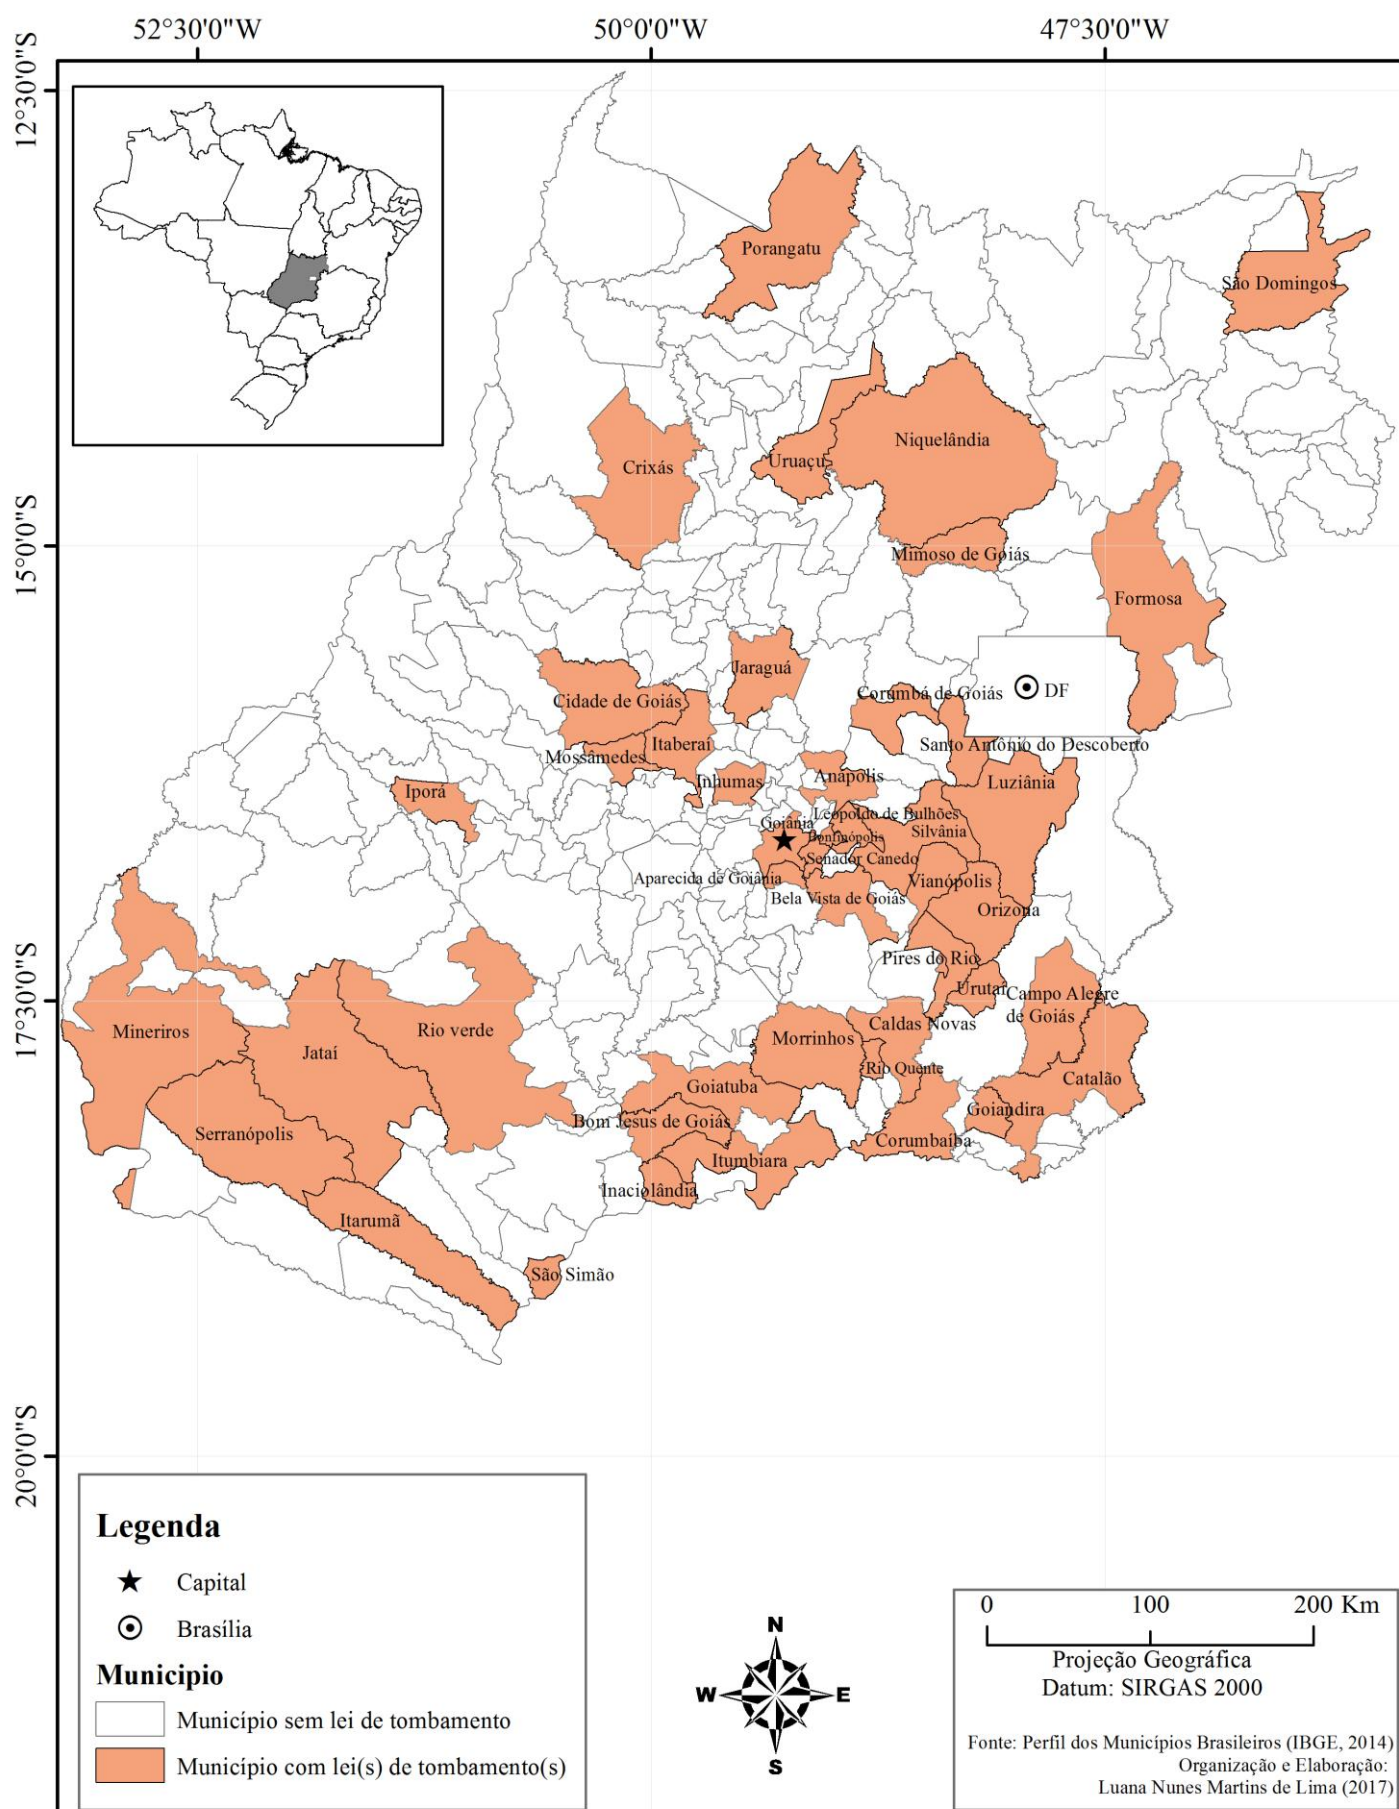 52°30'0"W
50°0'0"W
47°30'0"W
12°30'0"S
15°0'0"S
17°30'0"S
20°0'0"S
Porangatu
São Domingos
Niquelândia
Uruaçu
Crixás
Mimoso de Goiás
Formosa
Jaraguá
Corumbá de Goiás
DF
Cidade de Goiás
Itaberaí
Mossâmedes
Santo Antônio do Descoberto
Inhumas
Anápolis
Luziânia
Iporá
Leopoldo de Bulhões
Goiânia
Silvânia
Bonfinópolis
Senador Canedo
Aparecida de Goiânia
Vianópolis
Bela Vista de Goiás
Orizona
Pires do Rio
Urutaí
Campo Alegre
de Goiás
Mineriros
Jataí
Rio verde
Morrinhos
Caldas Novas
Rio Quente
Catalão
Goiatuba
Goiandira
Bom Jesus de Goiás
Serranópolis
Corumbaíba
Itumbiara
Inaciolândia
Itarumã
São Simão
Legenda
Capital
Brasília
Municipio
Município sem lei de tombamento
Município com lei(s) de tombamento(s)
N
W
E
S
0 100 200 Km
Projeção Geográfica
Datum: SIRGAS 2000
Fonte: Perfil dos Municípios Brasileiros (IBGE, 2014)
Organização e Elaboração:
Luana Nunes Martins de Lima (2017)